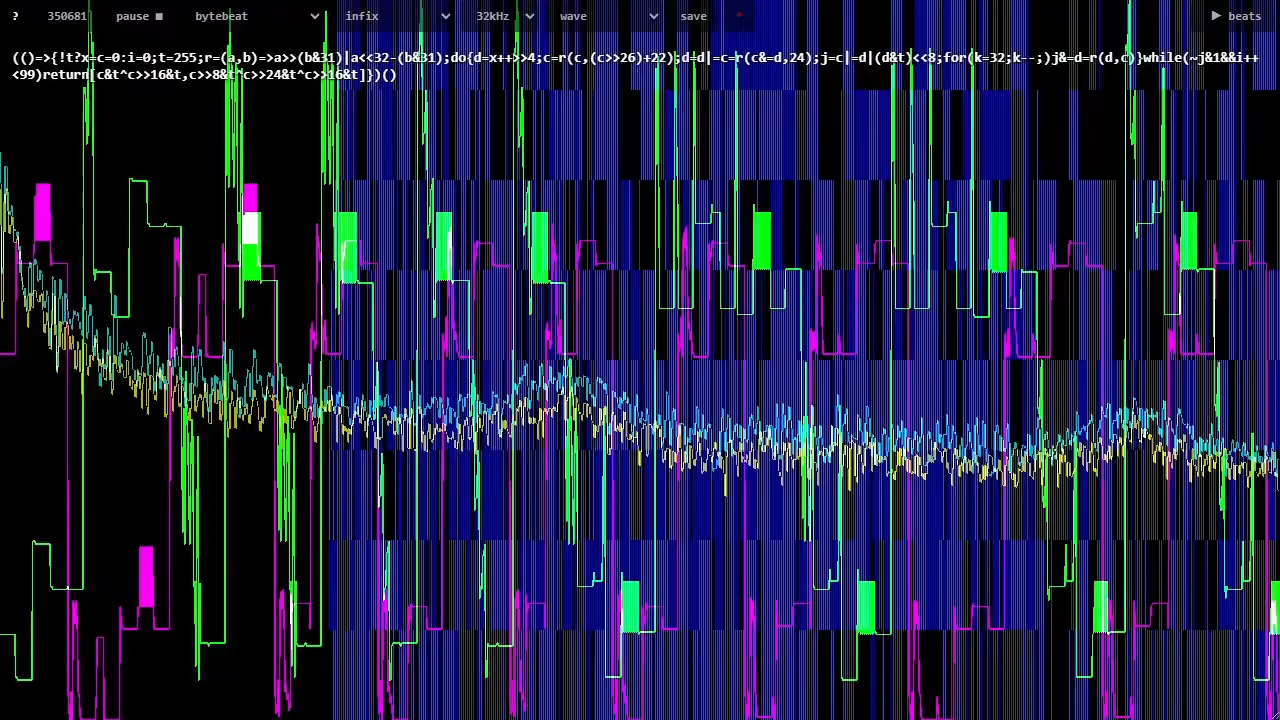 ? 350681 pause ■ bytebeat infix 32kHz wave save * ▶ beats
(()=>{!t?x=c=0:i=0;t=255;r=(a,b)=>a>>(b&31)|a<<32-(b&31);do{d=x++>>4;c=r(c,(c>>26)+22);d=d|=c=r(c&=d,24);j=c|=d|(d&t)<<8;for(k=32;k--;)j&=d=r(d,c)}while(~j&1&&i++
<99)return[c&t^c>>16&t,c>>8&t^c>>24&t^c>>16&t]})()